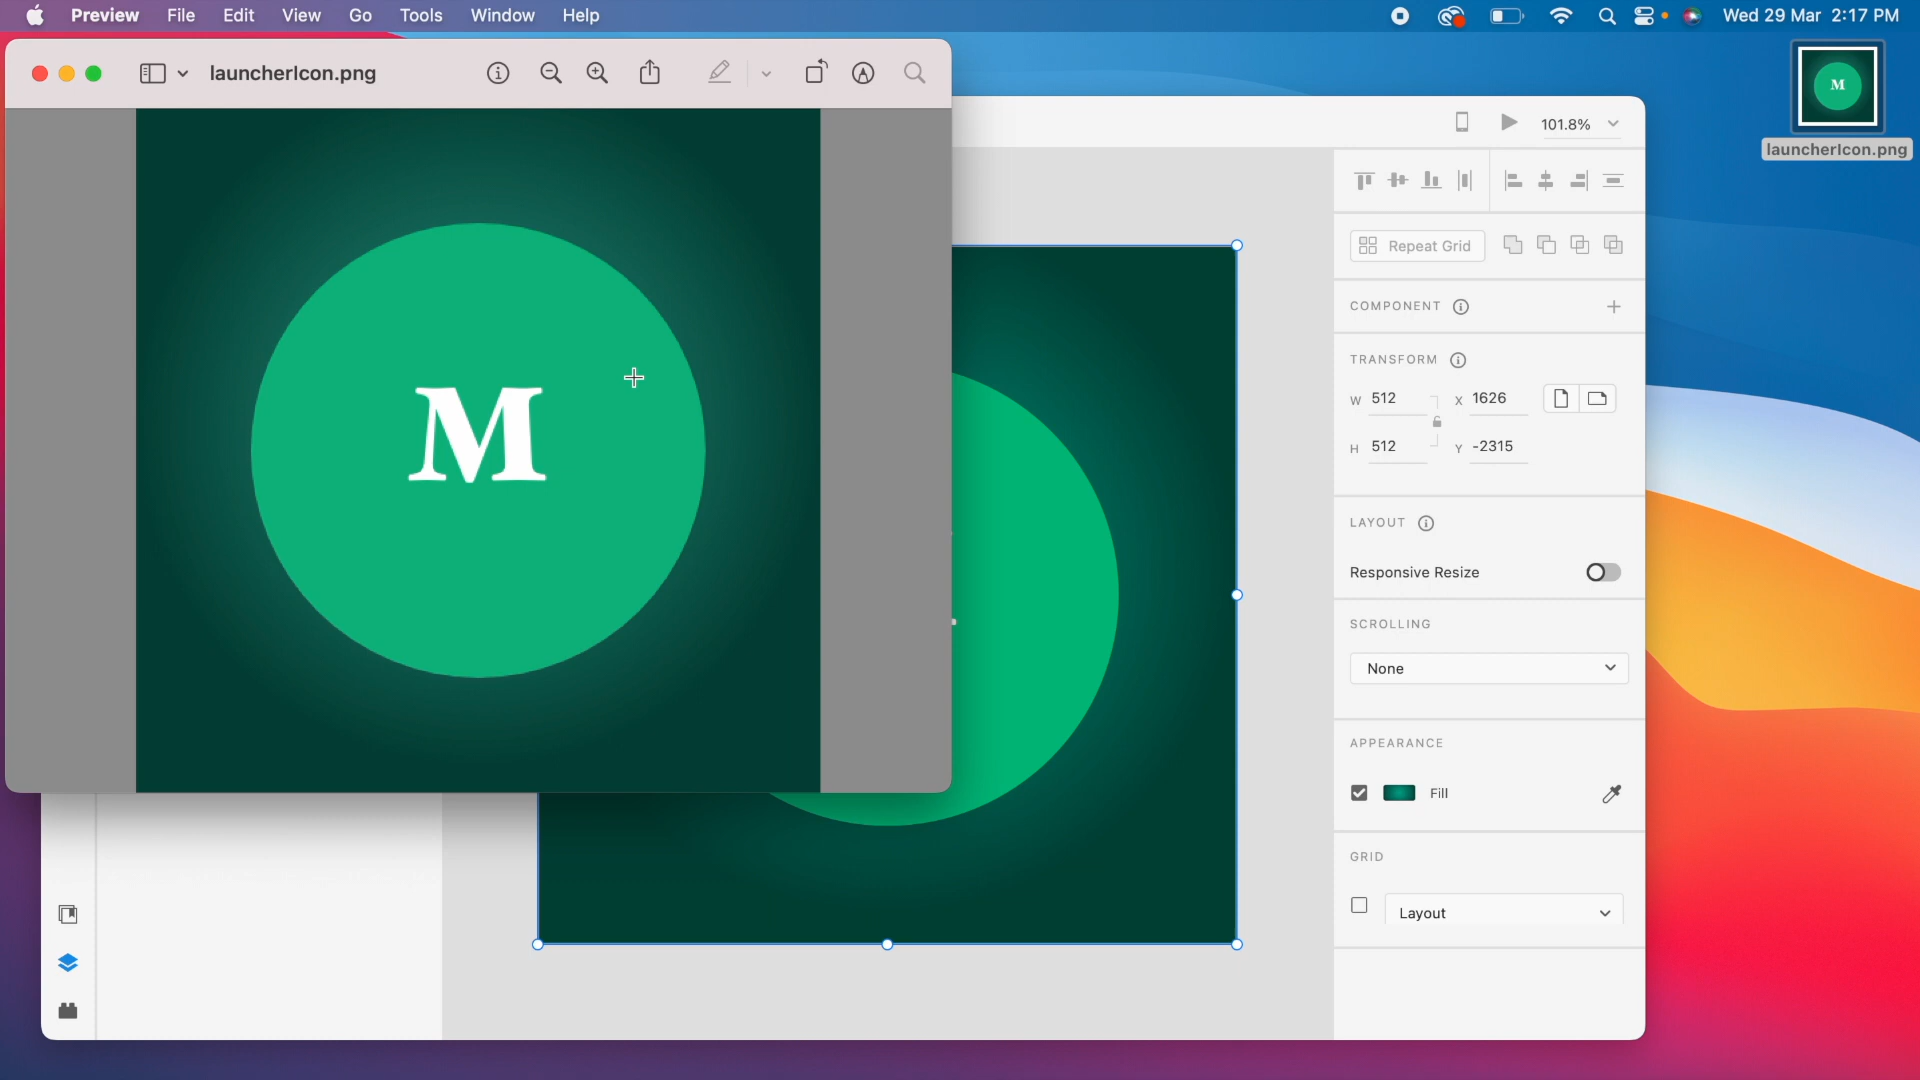 Preview File Edit View Go Tools Window Help
Wed 29 Mar 2:17 PM
launcherIcon.png
M
launcherIcon.png
M
101.8%
Repeat Grid
COMPONENT
TRANSFORM
W 512 X 1626
H 512 Y -2315
LAYOUT
Responsive Resize
SCROLLING
None
APPEARANCE
Fill
GRID
Layout